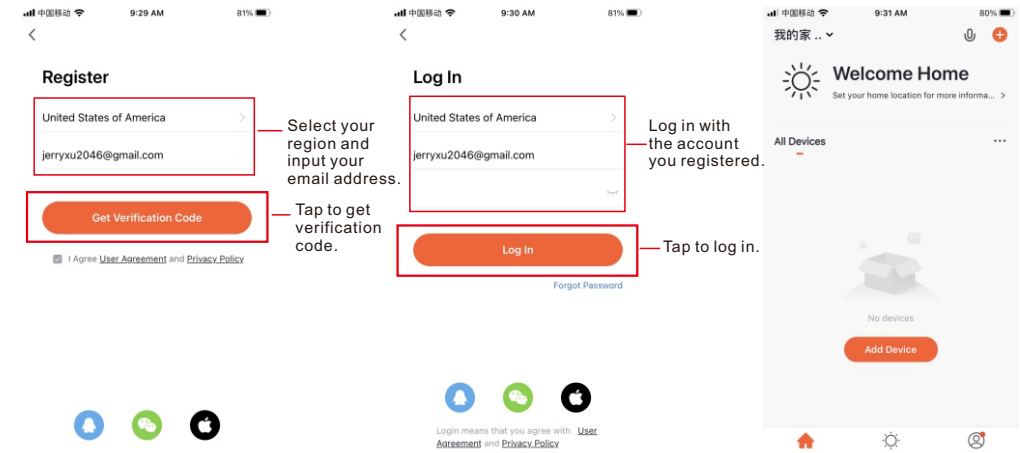 中国移动 9:29 AM 81%
Register
United States of America
jerryxu2046@gmail.com
Get Verification Code
I Agree User Agreement and Privacy Policy
Select your
region and
input your
email address.
Tap to get
verification
code.
中国移动 9:30 AM 81%
Log In
United States of America
jerryxu2046@gmail.com
Log In
Forgot Password
Login means that you agree with User
Agreement and Privacy Policy
Log in with
the account
you registered.
Tap to log in.
中国移动 9:31 AM 80%
我的家 ..
Welcome Home
Set your home location for more informa...
All Devices
No devices
Add Device